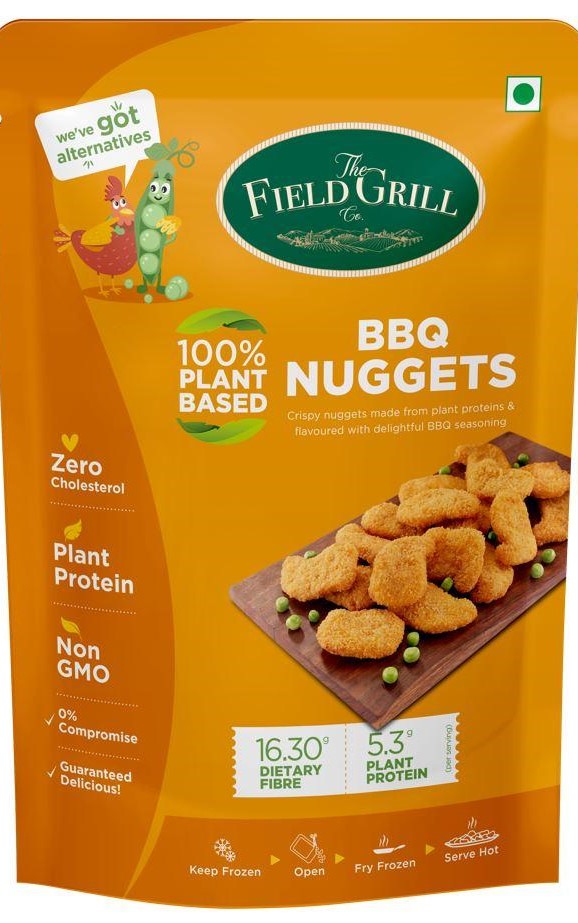 we've got
alternatives
The
FIELD GRILL
Co.
100%
PLANT
BASED
BBQ
NUGGETS
Crispy nuggets made from plant proteins &
flavoured with delightful BBQ seasoning
Zero
Cholesterol
Plant
Protein
Non
GMO
0%
Compromise
Guaranteed
Delicious!
16.30g
DIETARY
FIBRE
5.3g
PLANT
PROTEIN
(per serving)
Keep Frozen
Open
Fry Frozen
Serve Hot